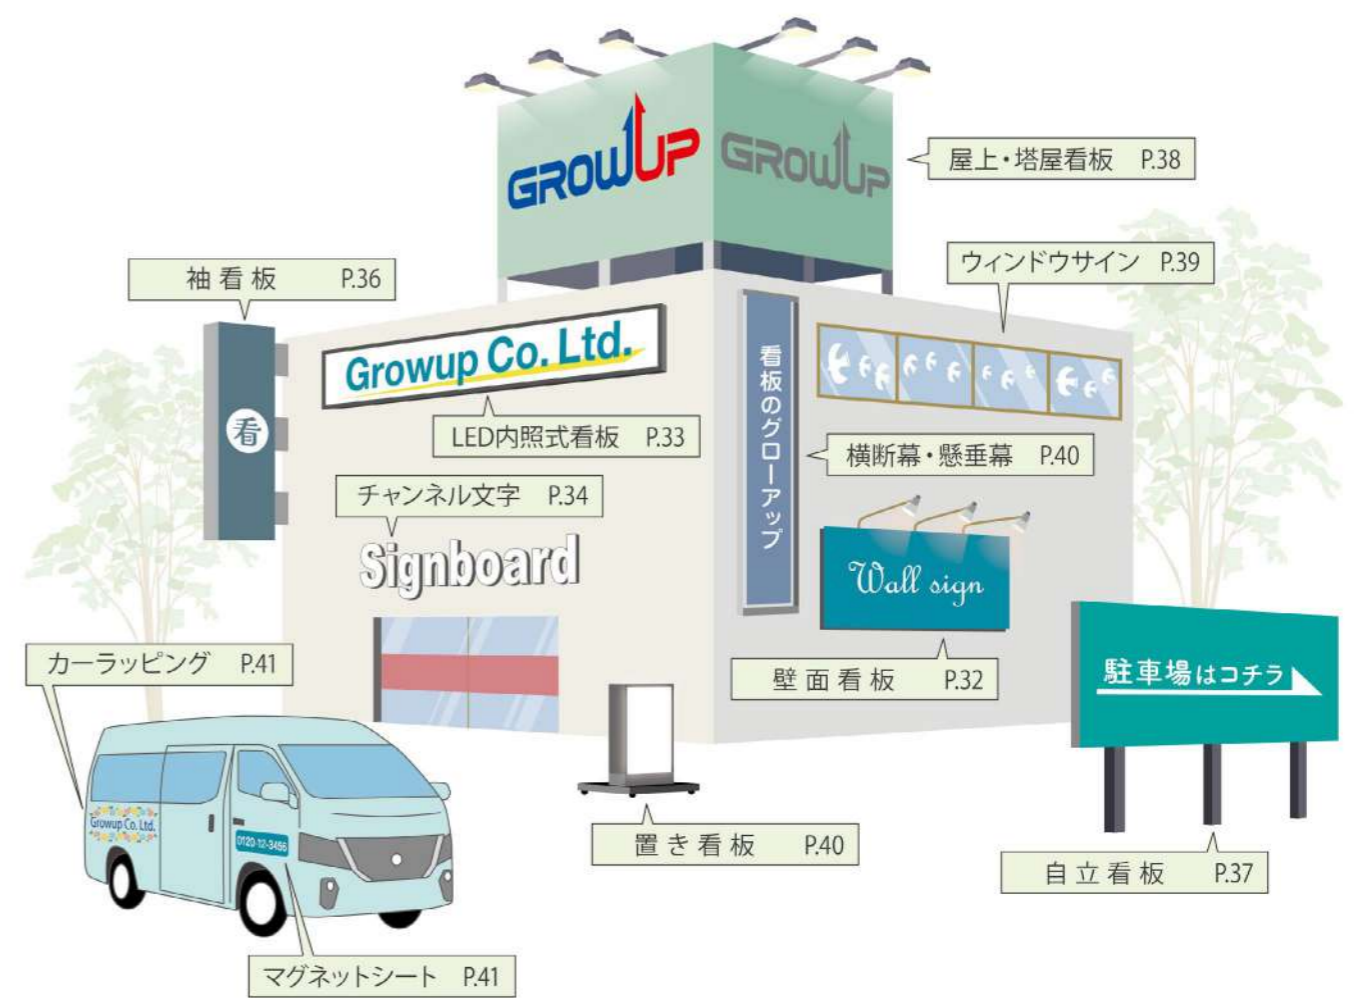 GROWUP
GROWUP
屋上・塔屋看板 P.38
ウィンドウサイン P.39
袖看板 P.36
Growup Co. Ltd.
看板のグローアップ
看
LED内照式看板 P.33
横断幕・懸垂幕 P.40
チャンネル文字 P.34
Signboard
Wall sign
カーラッピング P.41
壁面看板 P.32
駐車場はコチラ
Growup Co. Ltd.
0120-12-3456
置き看板 P.40
自立看板 P.37
マグネットシート P.41